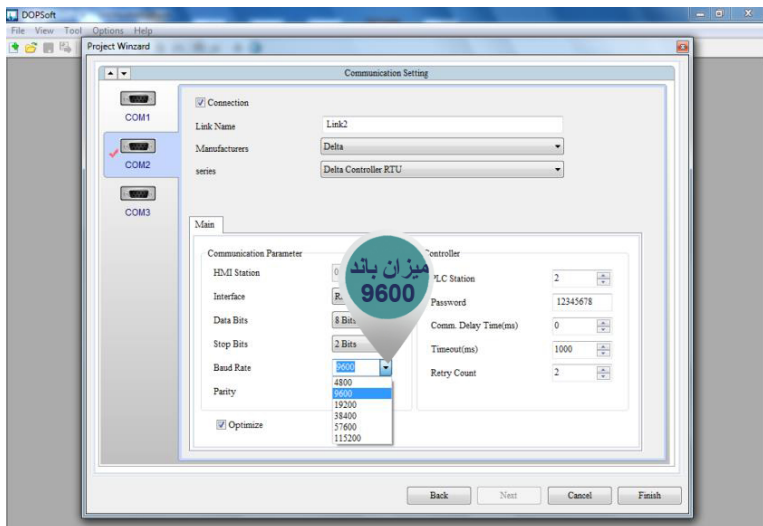 DOPSoft
File View Tool Options Help
Project Winzard
Communication Setting
COM1
COM2
COM3
Connection
Link Name Link2
Manufacturers Delta
series Delta Controller RTU
Main
Communication Parameter
HMI Station 0
Interface
Data Bits 8 Bits
Stop Bits 2 Bits
Baud Rate 9600
4800
9600
19200
38400
57600
115200
Parity
Optimize
میزان باند
9600
Controller
PLC Station 2
Password 12345678
Comm. Delay Time(ms) 0
Timeout(ms) 1000
Retry Count 2
Back Next Cancel Finish